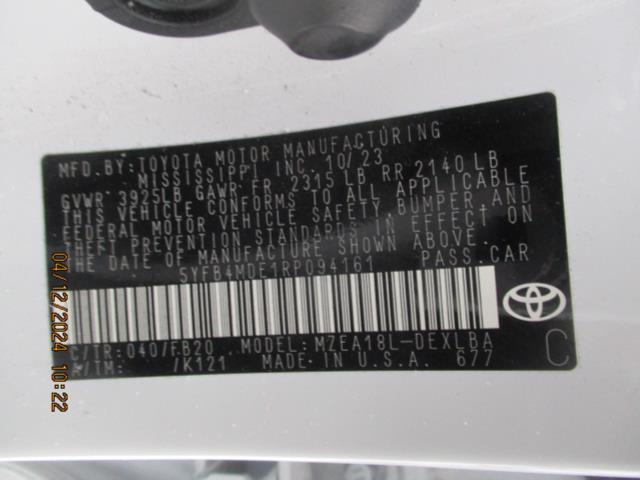 MFD.BY:TOYOTA MOTOR MANUFACTURING
MISSISSIPPI INC. 10/23
GVWR 3925LB GAWR FR 2315 LB RR 2140 LB
THIS VEHICLE CONFORMS TO ALL APPLICABLE
FEDERAL MOTOR VEHICLE SAFETY, BUMPER, AND
THEFT PREVENTION STANDARDS IN EFFECT ON
THE DATE OF MANUFACTURE SHOWN ABOVE.
5YFB4MDE1RP094161 PASS.CAR
C/TR:040/FB20 MODEL:MZEA18L-DEXLBA
/TM: /K121 MADE IN U.S.A. 677
C
04/12/2024 10:22